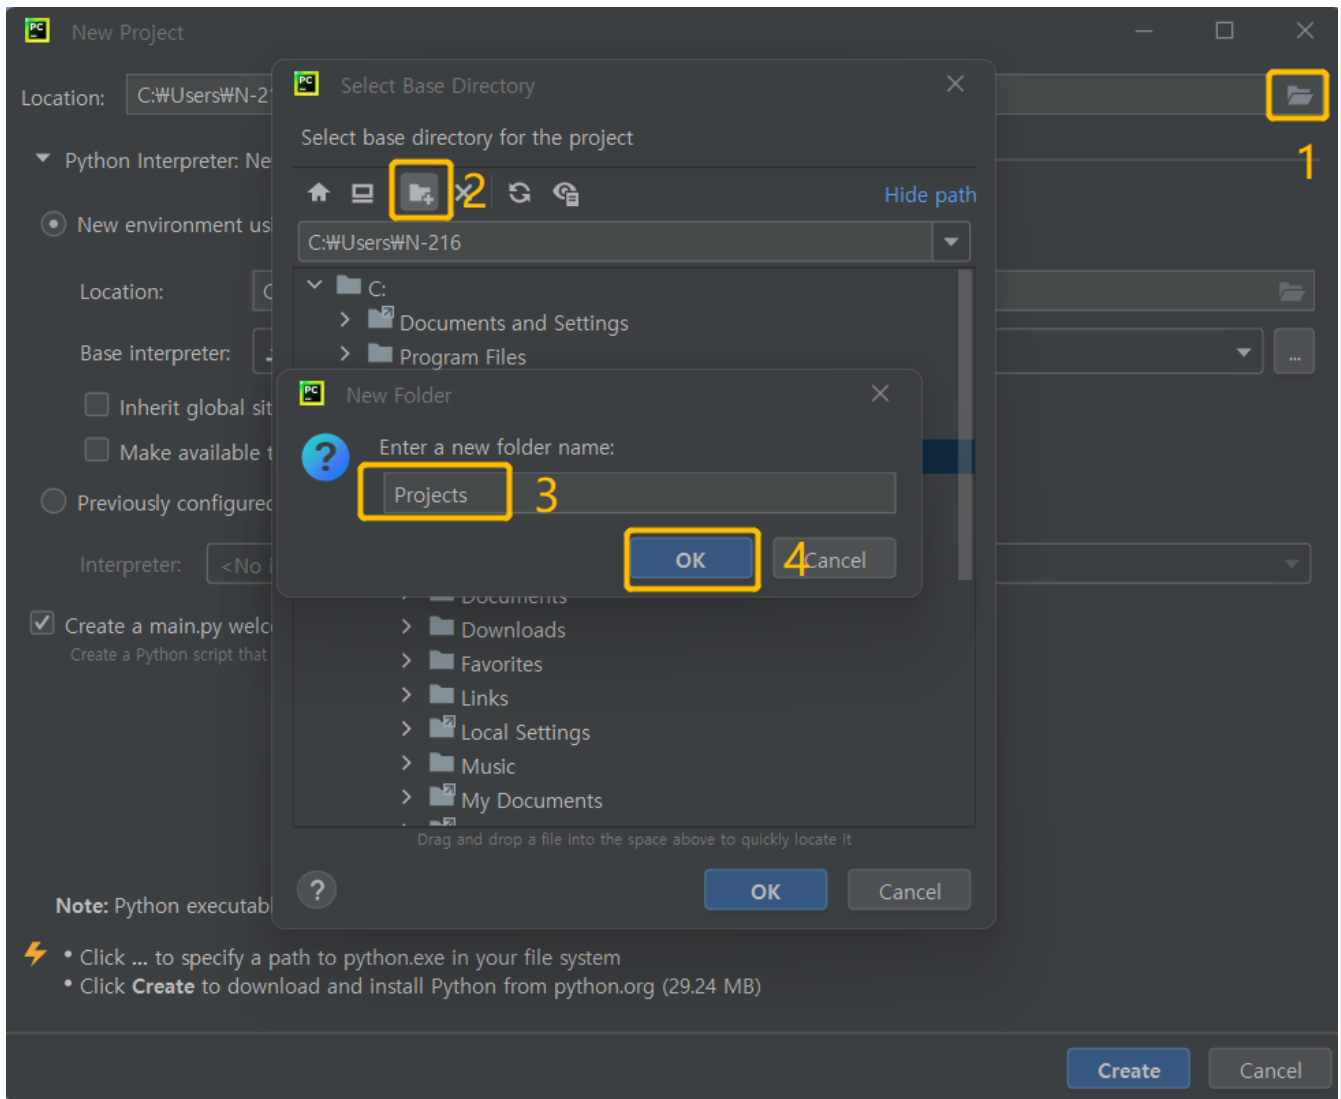 New Project
Location: C:₩Users₩N-21
1
Python Interpreter: Ne
New environment usi
Location: C
Base interpreter: ...
Inherit global sit
Make available t
Previously configured
Interpreter: <No i
Create a main.py welco
Create a Python script that
Select Base Directory
Select base directory for the project
2
Hide path
C:₩Users₩N-216
C:
Documents and Settings
Program Files
New Folder
Enter a new folder name:
Projects 3
OK 4 Cancel
Documents
Downloads
Favorites
Links
Local Settings
Music
My Documents
Drag and drop a file into the space above to quickly locate it
? OK Cancel
Note: Python executabl
• Click ... to specify a path to python.exe in your file system
• Click Create to download and install Python from python.org (29.24 MB)
Create Cancel